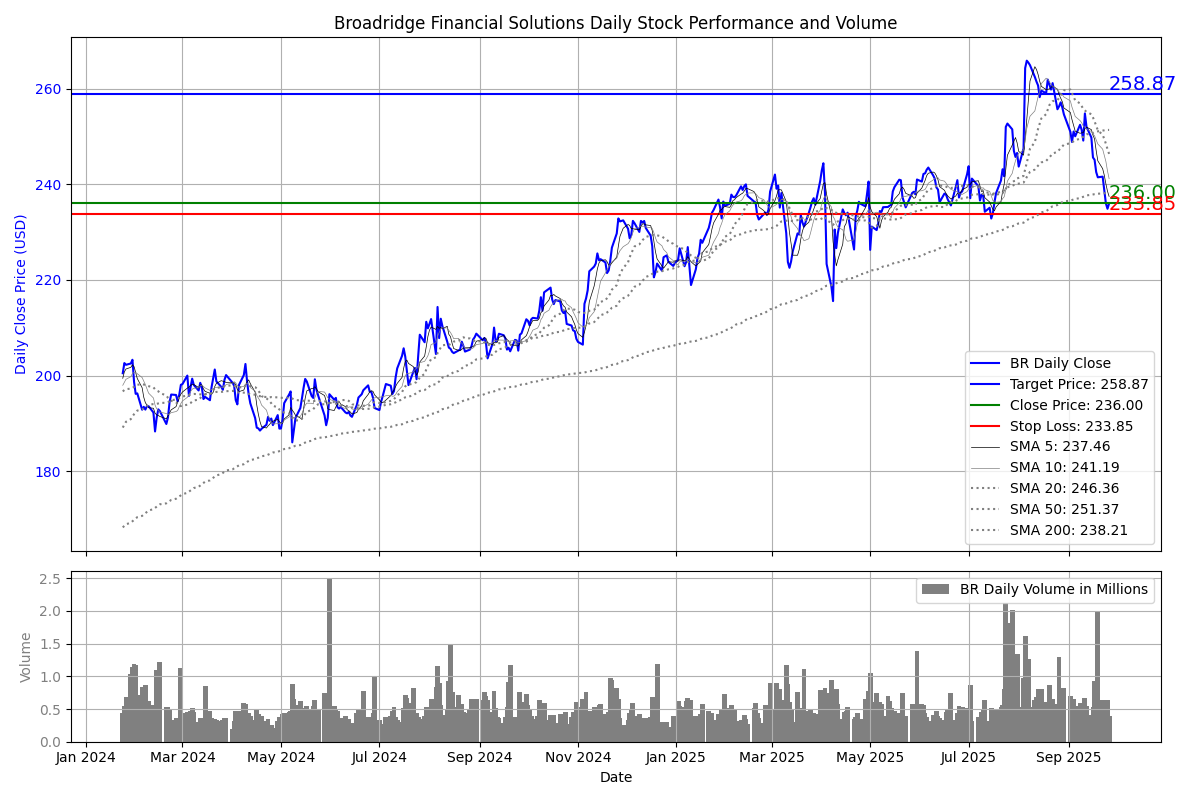 Broadridge Financial Solutions Daily Stock Performance and Volume
Daily Close Price (USD)
260
240
220
200
180
258.87
236.00
233.85
BR Daily Close
Target Price: 258.87
Close Price: 236.00
Stop Loss: 233.85
SMA 5: 237.46
SMA 10: 241.19
SMA 20: 246.36
SMA 50: 251.37
SMA 200: 238.21
Volume
2.5
2.0
1.5
1.0
0.5
0.0
BR Daily Volume in Millions
Jan 2024 Mar 2024 May 2024 Jul 2024 Sep 2024 Nov 2024 Jan 2025 Mar 2025 May 2025 Jul 2025 Sep 2025
Date